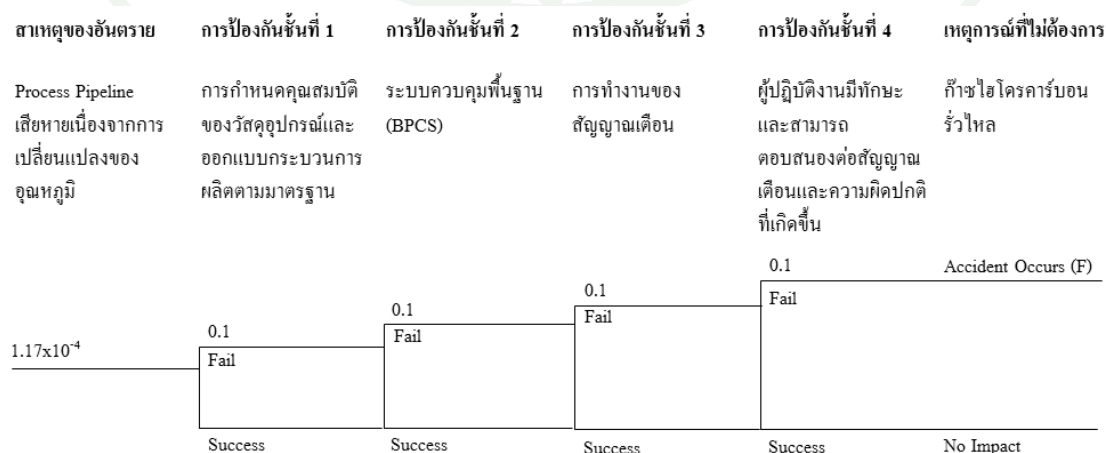 สาเหตุของอันตราย การป้องกันชั้นที่ 1 การป้องกันชั้นที่ 2 การป้องกันชั้นที่ 3 การป้องกันชั้นที่ 4 เหตุการณ์ที่ไม่ต้องการ
Process Pipeline
เสียหายเนื่องจากการ
เปลี่ยนแปลงของ
อุณหภูมิ
การกำหนดคุณสมบัติ
ของวัสดุอุปกรณ์และ
ออกแบบกระบวนการ
ผลิตตามมาตรฐาน
ระบบควบคุมพื้นฐาน
(BPCS)
การทำงานของ
สัญญาณเตือน
ผู้ปฏิบัติงานมีทักษะ
และสามารถ
ตอบสนองต่อสัญญาณ
เตือนและความผิดปกติ
ที่เกิดขึ้น
ก๊าซไฮโดรคาร์บอน
รั่วไหล
1.17x10⁻⁴
0.1
Fail
0.1
Fail
0.1
Fail
0.1
Fail
Accident Occurs (F)
Success Success Success Success No Impact